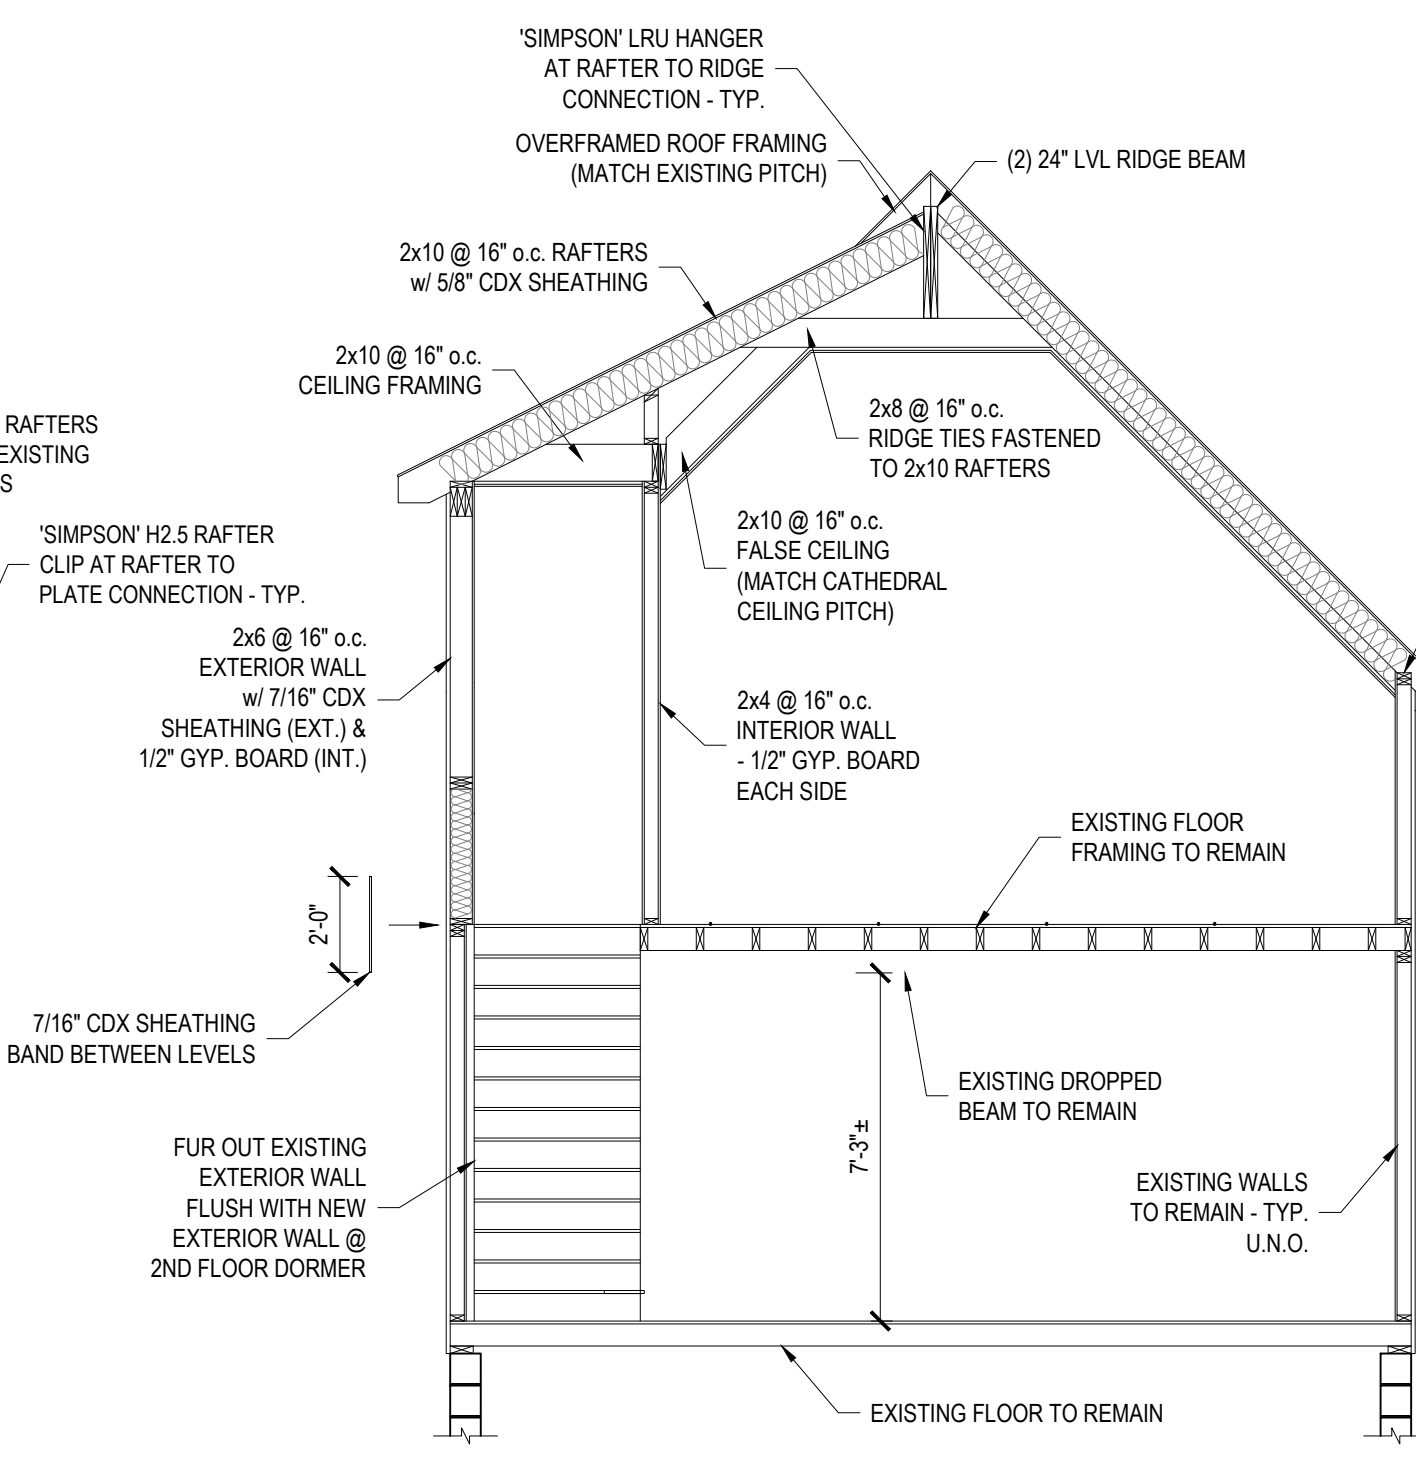 'SIMPSON' LRU HANGER
AT RAFTER TO RIDGE
CONNECTION - TYP.
OVERFRAMED ROOF FRAMING
(MATCH EXISTING PITCH)
(2) 24" LVL RIDGE BEAM
2x10 @ 16" o.c. RAFTERS
w/ 5/8" CDX SHEATHING
2x10 @ 16" o.c.
CEILING FRAMING
RAFTERS
EXISTING
S
2x8 @ 16" o.c.
RIDGE TIES FASTENED
TO 2x10 RAFTERS
'SIMPSON' H2.5 RAFTER
CLIP AT RAFTER TO
PLATE CONNECTION - TYP.
2x10 @ 16" o.c.
FALSE CEILING
(MATCH CATHEDRAL
CEILING PITCH)
2x6 @ 16" o.c.
EXTERIOR WALL
w/ 7/16" CDX
SHEATHING (EXT.) &
1/2" GYP. BOARD (INT.)
2x4 @ 16" o.c.
INTERIOR WALL
- 1/2" GYP. BOARD
EACH SIDE
EXISTING FLOOR
FRAMING TO REMAIN
2'-0"
7/16" CDX SHEATHING
BAND BETWEEN LEVELS
EXISTING DROPPED
BEAM TO REMAIN
7'-3"±
FUR OUT EXISTING
EXTERIOR WALL
FLUSH WITH NEW
EXTERIOR WALL @
2ND FLOOR DORMER
EXISTING WALLS
TO REMAIN - TYP.
U.N.O.
EXISTING FLOOR TO REMAIN